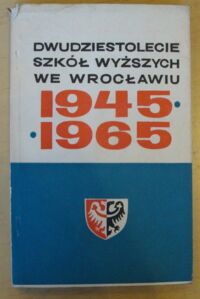 DWUDZIESTOLECIE
SZKÓŁ WYŻSZYCH
WE WROCŁAWIU
1945·
·1965